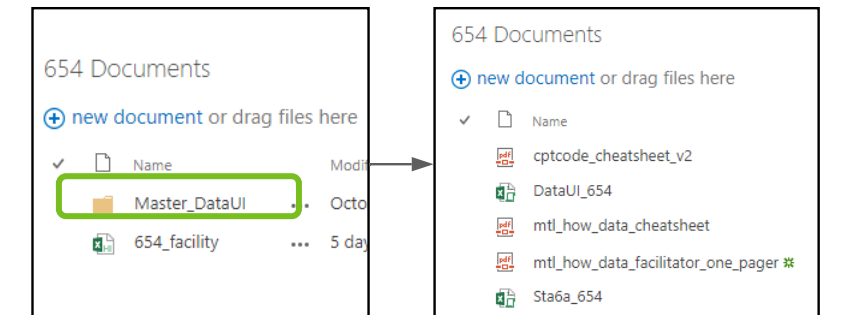 654 Documents
new document or drag files here
Name Modif
Master_DataUI ... Octo
654_facility ... 5 day
654 Documents
new document or drag files here
Name
cptcode_cheatsheet_v2
DataUI_654
mtl_how_data_cheatsheet
mtl_how_data_facilitator_one_pager
Sta6a_654